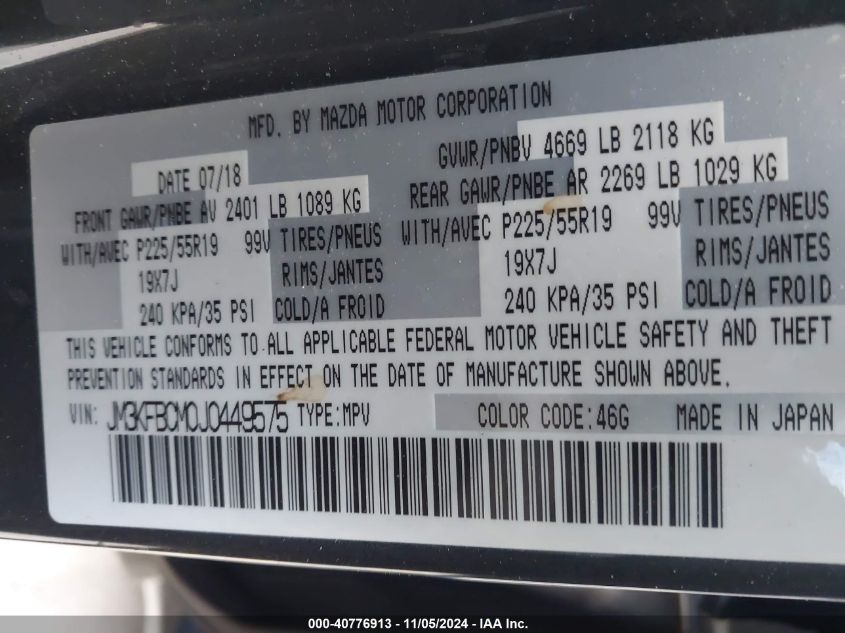 MFD. BY MAZDA MOTOR CORPORATION
DATE 07/18
GVWR/PNBV 4669 LB 2118 KG
FRONT GAWR/PNBE AV 2401 LB 1089 KG
REAR GAWR/PNBE AR 2269 LB 1029 KG
WITH/AVEC P225/55R19 99V TIRES/PNEUS
WITH/AVEC P225/55R19 99V TIRES/PNEUS
19X7J RIMS/JANTES
19X7J RIMS/JANTES
240 KPA/35 PSI COLD/A FROID
240 KPA/35 PSI COLD/A FROID
THIS VEHICLE CONFORMS TO ALL APPLICABLE FEDERAL MOTOR VEHICLE SAFETY AND THEFT
PREVENTION STANDARDS IN EFFECT ON THE DATE OF MANUFACTURE SHOWN ABOVE.
VIN: JM3KFBCM0J0449575 TYPE:MPV COLOR CODE:46G MADE IN JAPAN
000-40776913 - 11/05/2024 - IAA Inc.